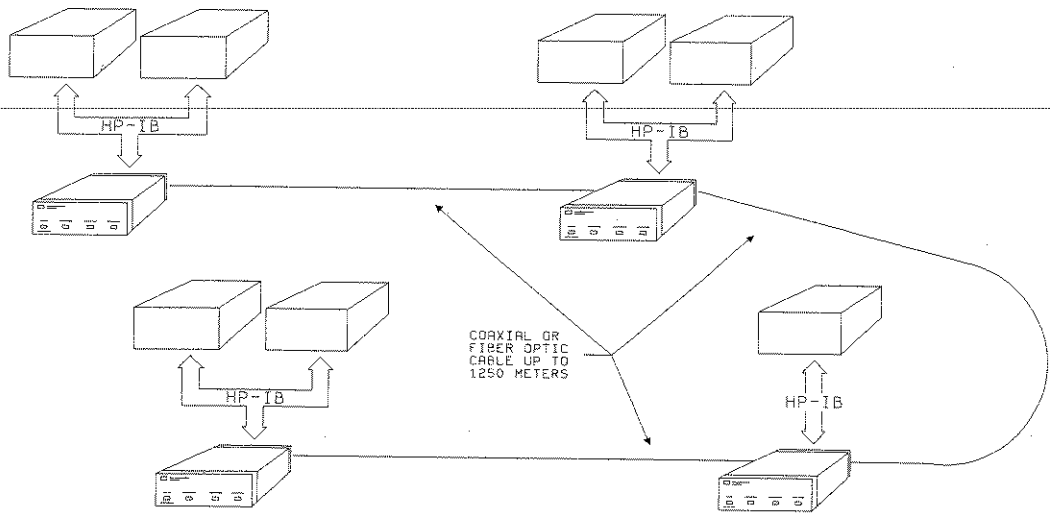 HP-IB
HP-IB
COAXIAL OR
FIBER OPTIC
CABLE UP TO
1250 METERS
HP-IB
HP-IB